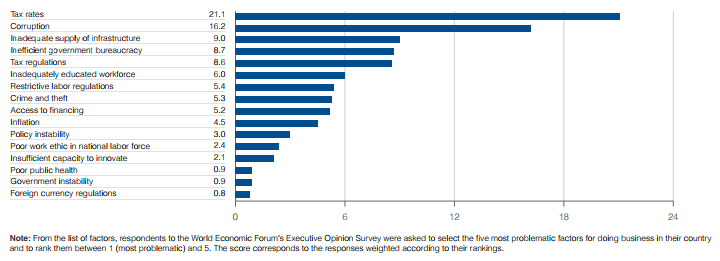 Tax rates 21.1
Corruption 16.2
Inadequate supply of infrastructure 9.0
Inefficient government bureaucracy 8.7
Tax regulations 8.6
Inadequately educated workforce 6.0
Restrictive labor regulations 5.4
Crime and theft 5.3
Access to financing 5.2
Inflation 4.5
Policy instability 3.0
Poor work ethic in national labor force 2.4
Insufficient capacity to innovate 2.1
Poor public health 0.9
Government instability 0.9
Foreign currency regulations 0.8
0 6 12 18 24
Note: From the list of factors, respondents to the World Economic Forum's Executive Opinion Survey were asked to select the five most problematic factors for doing business in their country
and to rank them between 1 (most problematic) and 5. The score corresponds to the responses weighted according to their rankings.